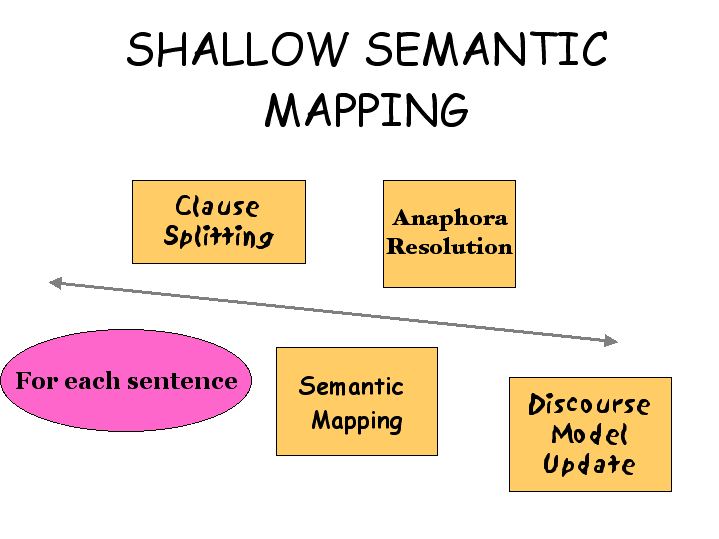 SHALLOW SEMANTIC
MAPPING
Clause
Splitting
Anaphora
Resolution
For each sentence
Semantic
Mapping
Discourse
Model
Update